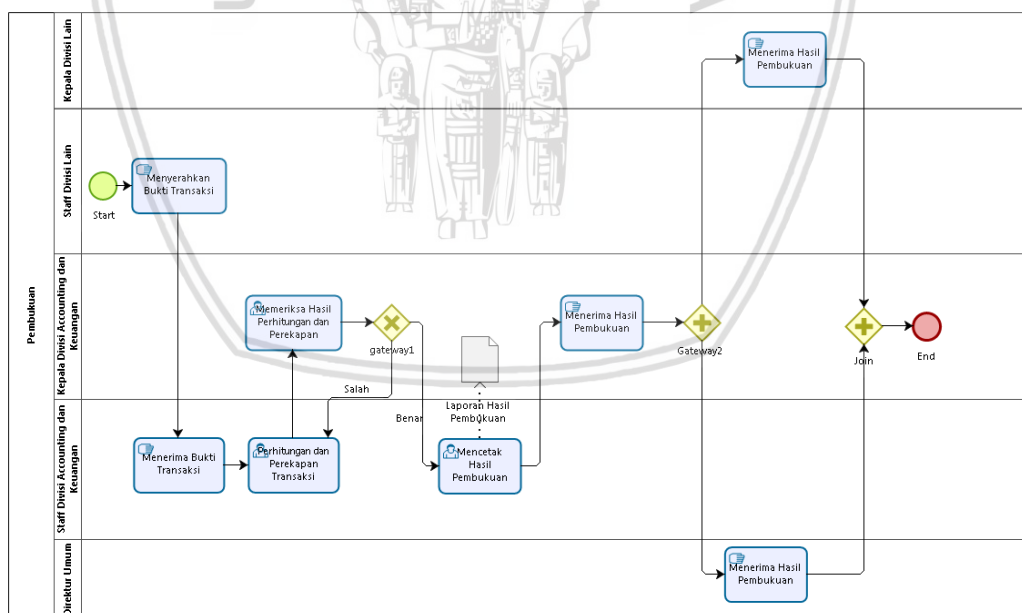 Pembukuan
Kepala Divisi Lain
Menerima Hasil
Pembukuan
Staff Divisi Lain
Start
Menyerahkan
Bukti Transaksi
Kepala Divisi Accounting dan
Keuangan
Memeriksa Hasil
Perhitungan dan
Perekapan
gateway1
Salah
Benar
Laporan Hasil
Pembukuan
Menerima Hasil
Pembukuan
Gateway2
Join
End
Staff Divisi Accounting dan
Keuangan
Menerima Bukti
Transaksi
Perhitungan dan
Perekapan
Transaksi
Mencetak
Hasil
Pembukuan
Direktur Umum
Menerima Hasil
Pembukuan